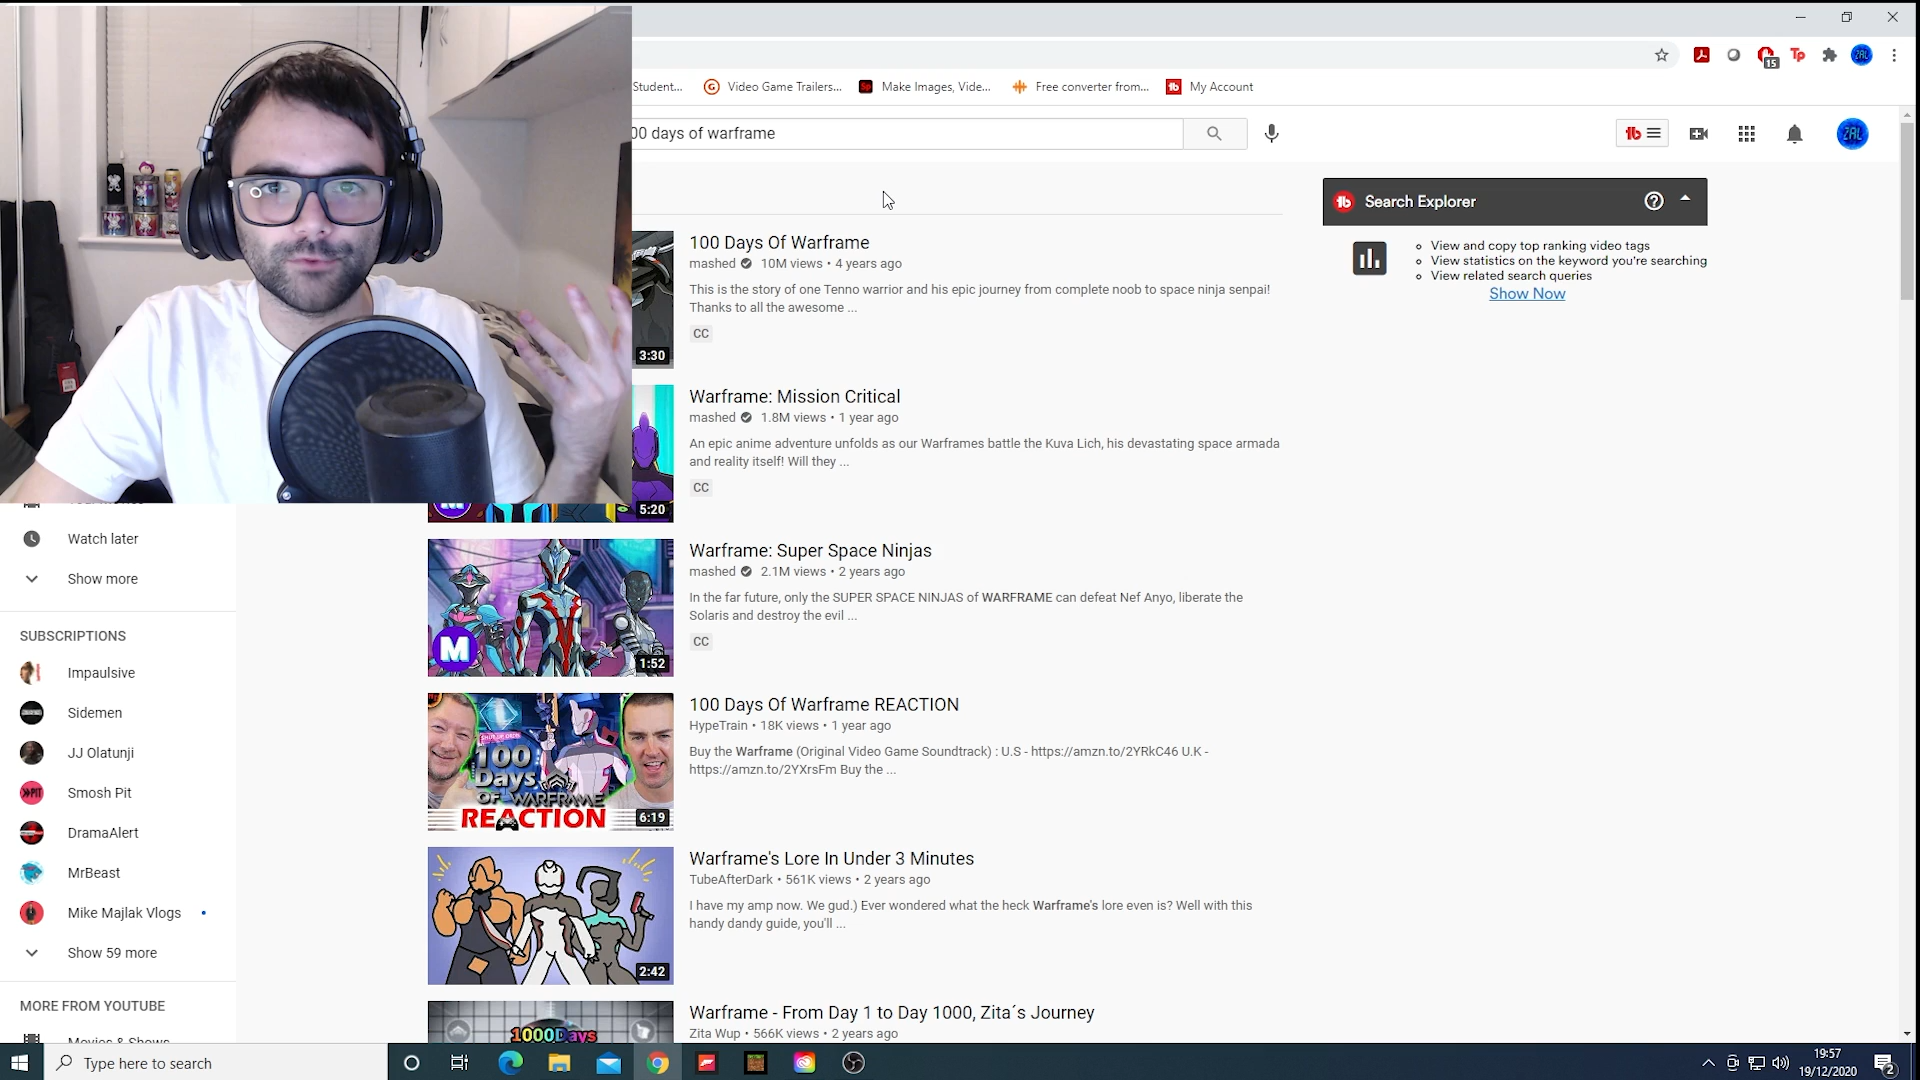 Student...
Video Game Trailers...
Make Images, Vide...
Free converter from...
My Account
15
Tp
00 days of warframe
ZAL
Search Explorer
View and copy top ranking video tags
View statistics on the keyword you're searching
View related search queries
Show Now
100 Days Of Warframe
mashed 10M views • 4 years ago
This is the story of one Tenno warrior and his epic journey from complete noob to space ninja senpai!
Thanks to all the awesome ...
CC
3:30
Warframe: Mission Critical
mashed 1.8M views • 1 year ago
An epic anime adventure unfolds as our Warframes battle the Kuva Lich, his devastating space armada
and reality itself! Will they ...
CC
5:20
Warframe: Super Space Ninjas
mashed 2.1M views • 2 years ago
In the far future, only the SUPER SPACE NINJAS of WARFRAME can defeat Nef Anyo, liberate the
Solaris and destroy the evil ...
CC
M
1:52
100 Days Of Warframe REACTION
HypeTrain • 18K views • 1 year ago
Buy the Warframe (Original Video Game Soundtrack) : U.S - https://amzn.to/2YRkC46 U.K -
https://amzn.to/2YXrsFm Buy the ...
100
Days
OF WARFRAME
REACTION
6:19
Warframe's Lore In Under 3 Minutes
TubeAfterDark • 561K views • 2 years ago
I have my amp now. We gud.) Ever wondered what the heck Warframe's lore even is? Well with this
handy dandy guide, you'll ...
2:42
Warframe - From Day 1 to Day 1000, Zita´s Journey
Zita Wup • 566K views • 2 years ago
1000Days
Watch later
Show more
SUBSCRIPTIONS
Impaulsive
Sidemen
JJ Olatunji
Smosh Pit
DramaAlert
MrBeast
Mike Majlak Vlogs
Show 59 more
MORE FROM YOUTUBE
Movies & Shows
Type here to search
19:57
19/12/2020
2